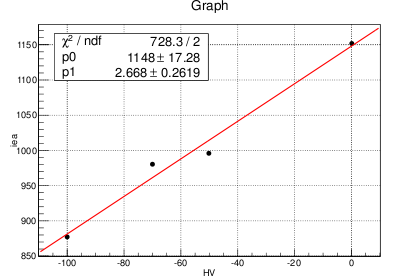 Graph
χ² / ndf 728.3 / 2
p0 1148 ± 17.28
p1 2.668 ± 0.2619
1150
1100
1050
1000
950
900
850
iea
-100 -80 -60 -40 -20 0
HV